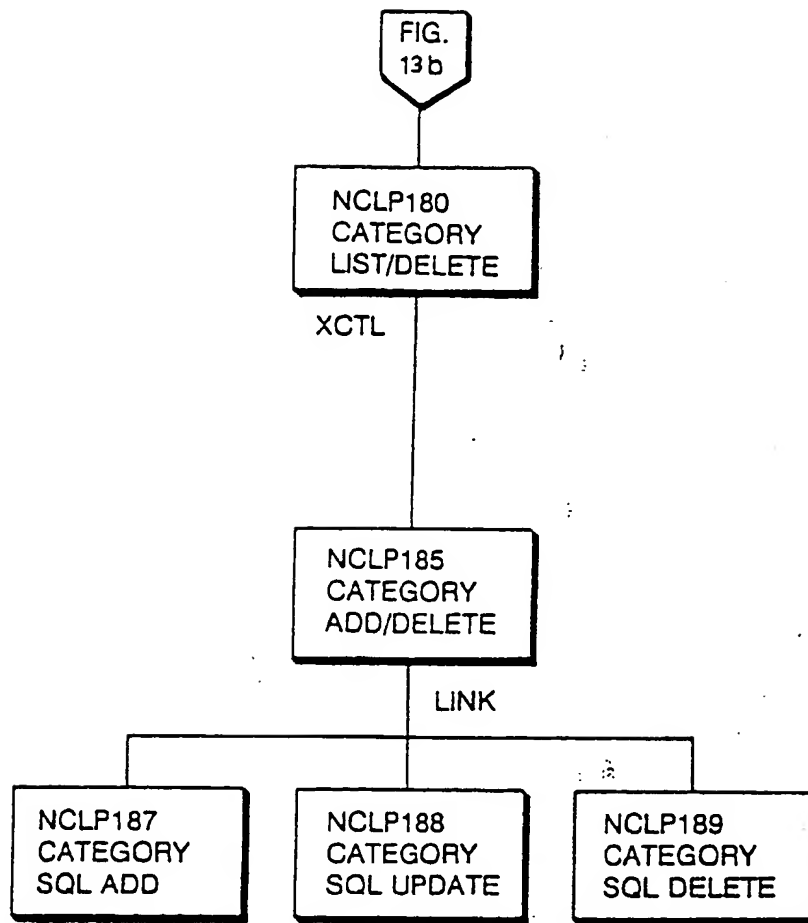 FIG.
13b
NCLP180
CATEGORY
LIST/DELETE
XCTL
NCLP185
CATEGORY
ADD/DELETE
LINK
NCLP187
CATEGORY
SQL ADD
NCLP188
CATEGORY
SQL UPDATE
NCLP189
CATEGORY
SQL DELETE